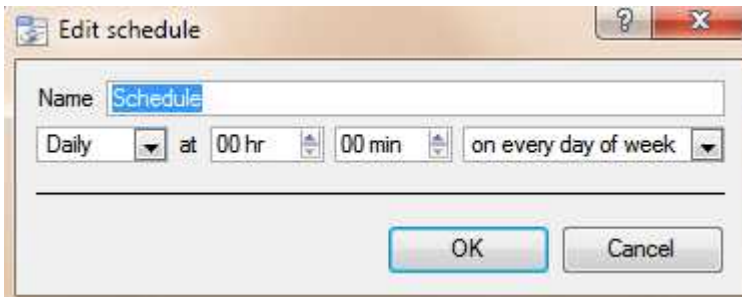 Edit schedule
Name Schedule
Daily at 00 hr 00 min on every day of week
OK Cancel